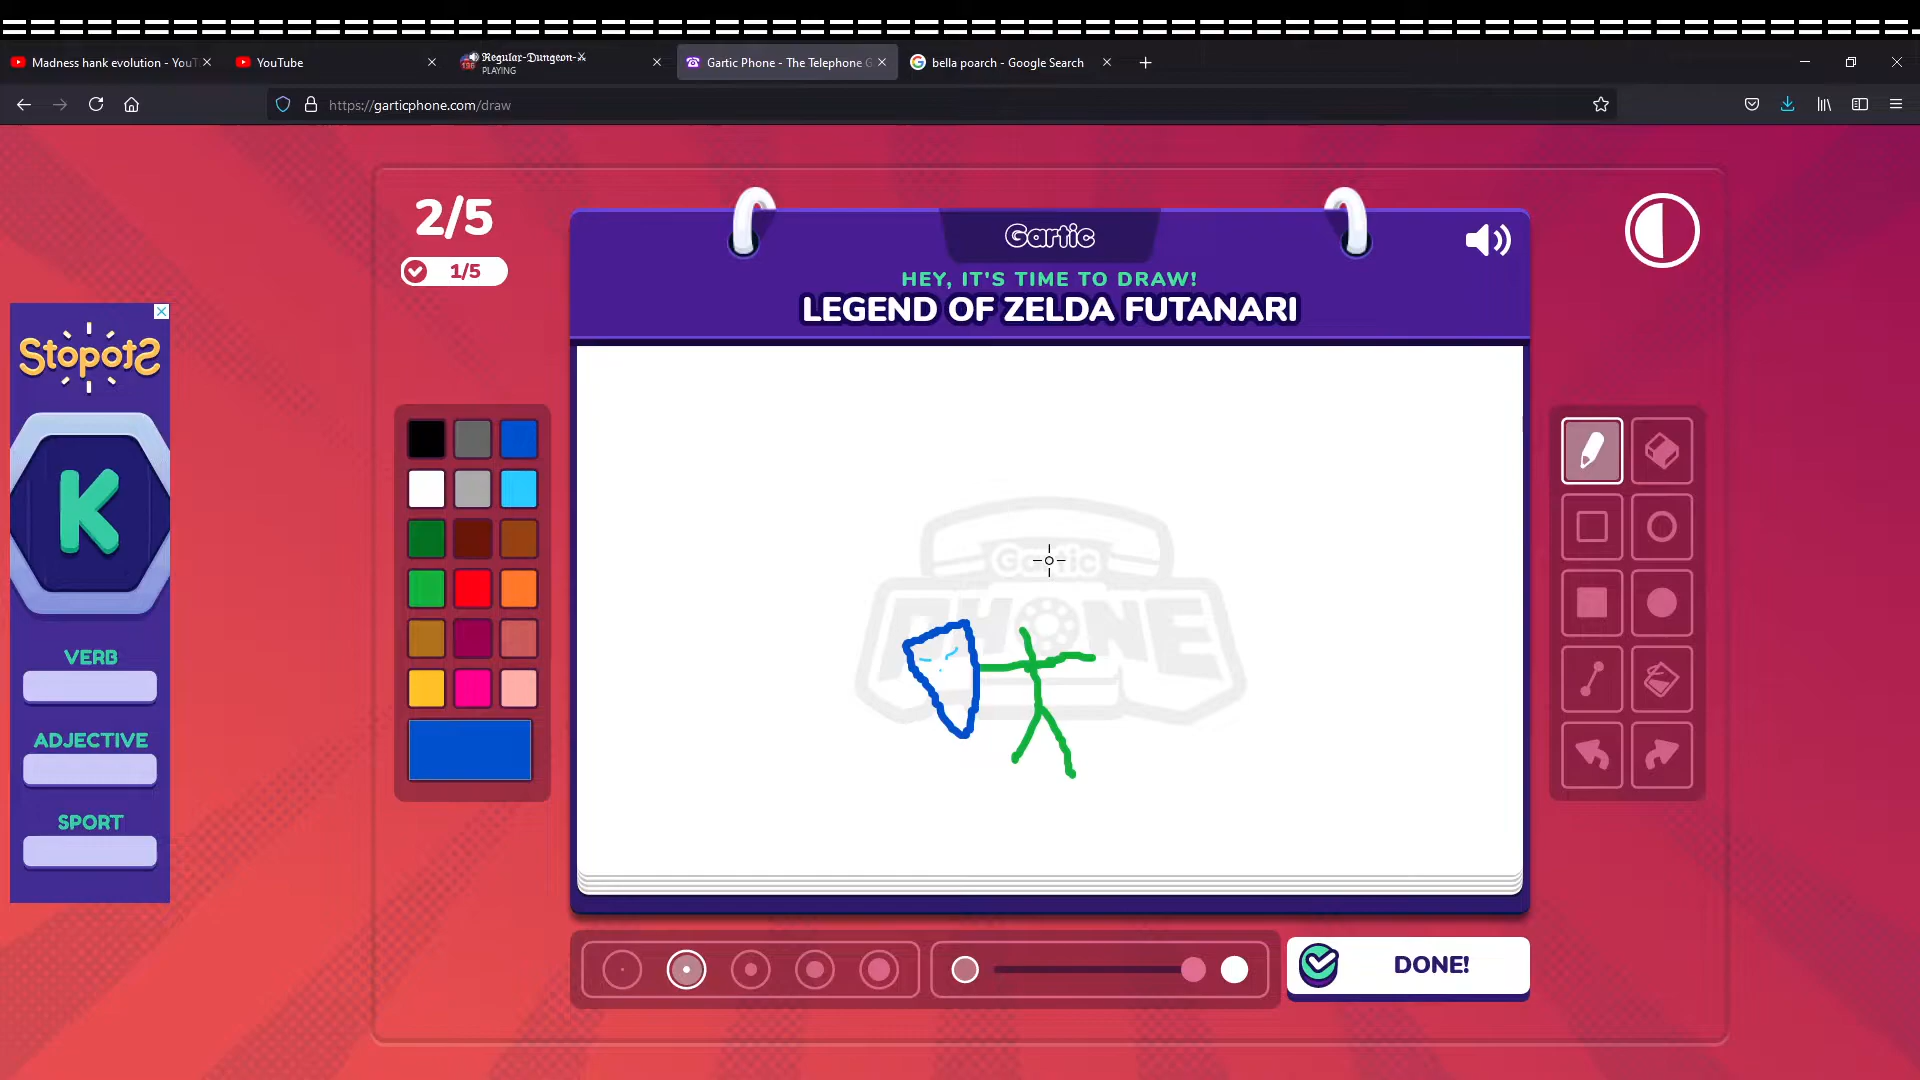 Madness hank evolution - YouT
YouTube
𝕽𝖊𝖌𝖚𝖑𝖆𝖗-𝕯𝖚𝖓𝖌𝖊𝖔𝖓-⚔
PLAYING
Gartic Phone - The Telephone G
bella poarch - Google Search
https://garticphone.com/draw
2/5
1/5
Gartic
HEY, IT'S TIME TO DRAW!
LEGEND OF ZELDA FUTANARI
StopotS
K
VERB
ADJECTIVE
SPORT
Gartic
PHONE
DONE!